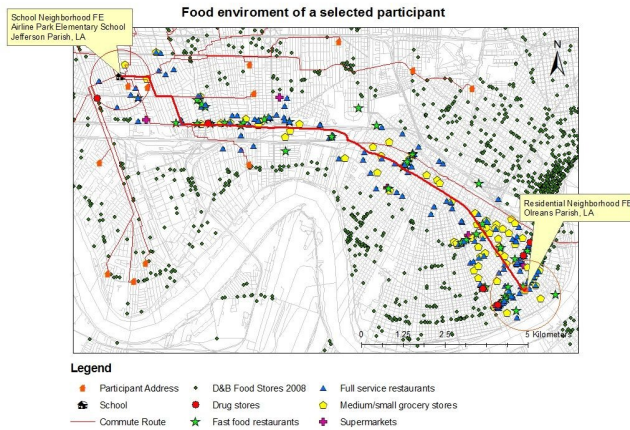 Food enviroment of a selected participant
School Neighborhood FE
Airline Park Elementary School
Jefferson Parish, LA
N
Residential Neighborhood FE
Olreans Parish, LA
0 1.25 2.5 5 Kilometers
Legend
Participant Address
D&B Food Stores 2008
Full service restaurants
School
Drug stores
Medium/small grocery stores
Commute Route
Fast food restaurants
Supermarkets